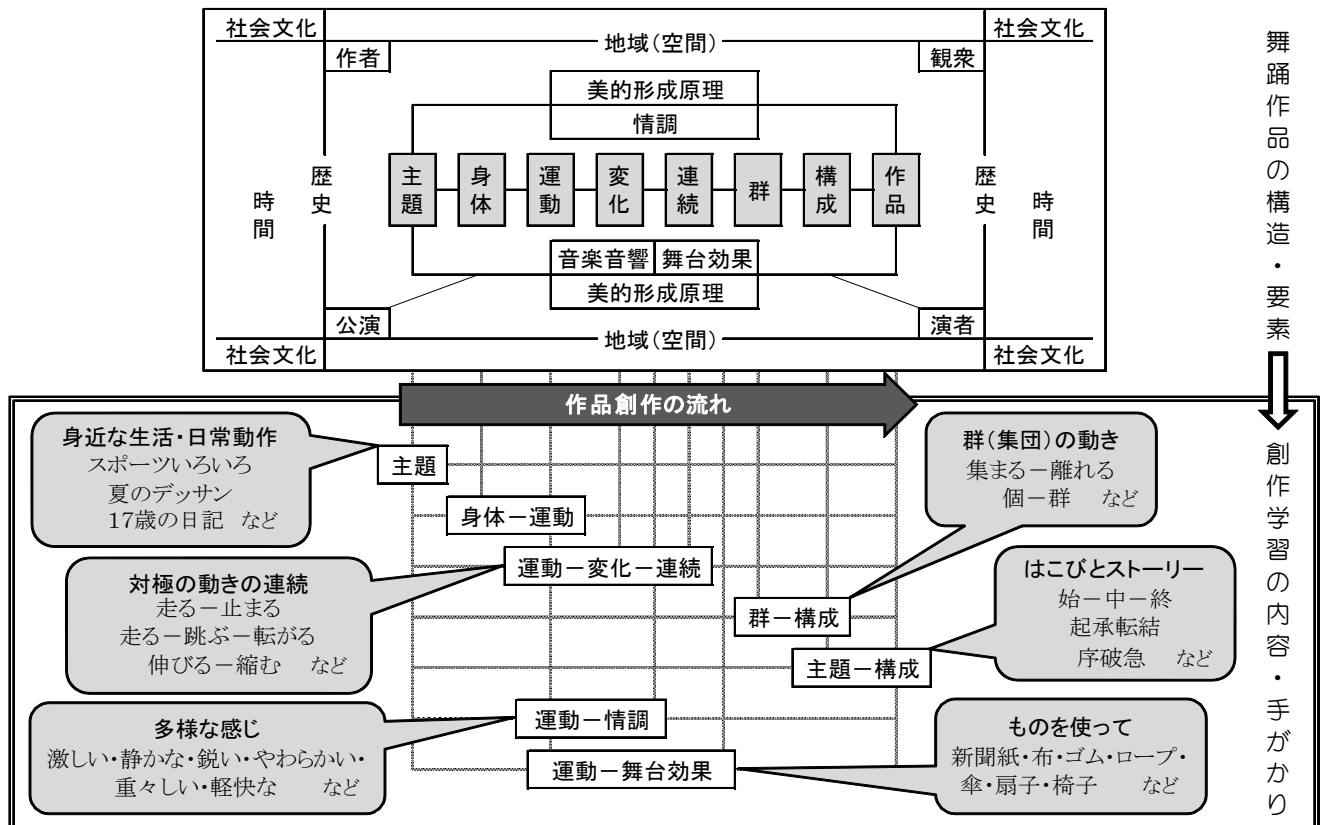 社会文化
社会文化
地域(空間)
作者
観衆
美的形成原理
情調
時間
歴史
主題
身体
運動
変化
連続
群
構成
作品
歴史
時間
音楽音響
舞台効果
美的形成原理
公演
演者
地域(空間)
社会文化
社会文化
舞踊作品の構造・要素
創作学習の内容・手がかり
作品創作の流れ
身近な生活・日常動作
スポーツいろいろ
夏のデッサン
17歳の日記 など
主題
群(集団)の動き
集まる－離れる
個－群 など
身体－運動
対極の動きの連続
走る－止まる
走る－跳ぶ－転がる
伸びる－縮む など
運動－変化－連続
はこびとストーリー
始－中－終
起承転結
序破急 など
群－構成
主題－構成
多様な感じ
激しい・静かな・鋭い・やわらかい・
重々しい・軽快な など
運動－情調
ものを使って
新聞紙・布・ゴム・ロープ・
傘・扇子・椅子 など
運動－舞台効果